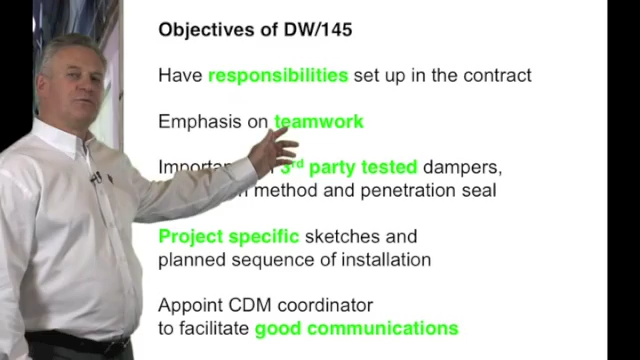 Objectives of DW/145
Have responsibilities set up in the contract
Emphasis on teamwork
3rd party tested dampers,
method and penetration seal
Project specific sketches and
planned sequence of installation
Appoint CDM coordinator
to facilitate good communications